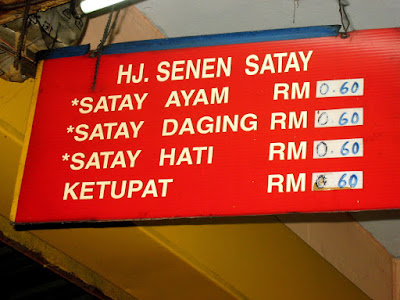 HJ. SENEN SATAY
*SATAY AYAM RM 0.60
*SATAY DAGING RM 0.60
*SATAY HATI RM 0.60
KETUPAT RM 0.60